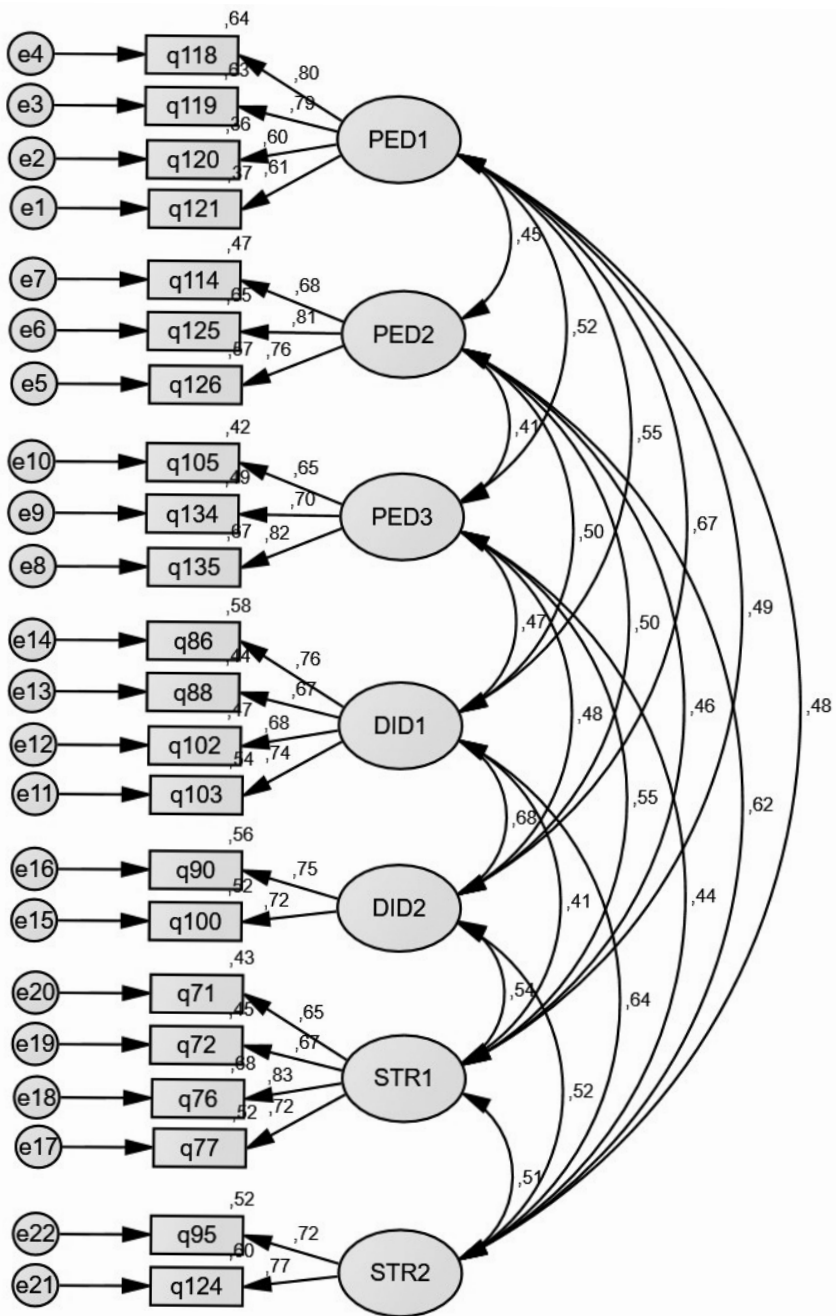 ,64
e4 q118 ,80
,63
e3 q119 ,79 PED1
,36
e2 q120 ,60
,37 ,61
e1 q121
,45
,47
e7 q114 ,68
,65
e6 q125 ,81 PED2 ,52
,57 ,76
e5 q126
,41 ,55
,42
e10 q105 ,65
,49
e9 q134 ,70 PED3 ,50 ,67
,67 ,82
e8 q135
,58 ,47 ,50 ,49
e14 q86 ,76
,44
e13 q88 ,67
,47 ,48 ,46 ,48
e12 q102 ,68 DID1
,54 ,74
e11 q103
,55 ,62
,56 ,68
e16 q90 ,75
,52 ,41 ,44
e15 q100 ,72 DID2
,43
e20 q71 ,65 ,54 ,64
,45
e19 q72 ,67
,68
e18 q76 ,83 STR1 ,52
,52 ,72
e17 q77
,51
,52
e22 q95 ,72
,60
e21 q124 ,77 STR2